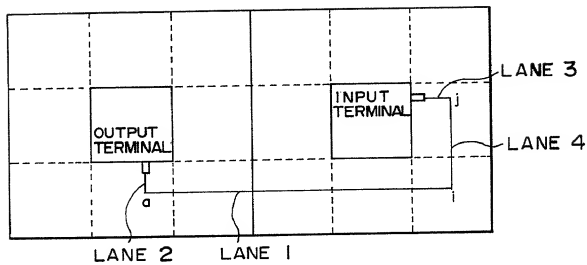 LANE 3
INPUT
TERMINAL
j
OUTPUT
TERMINAL
LANE 4
a
i
LANE 2
LANE 1